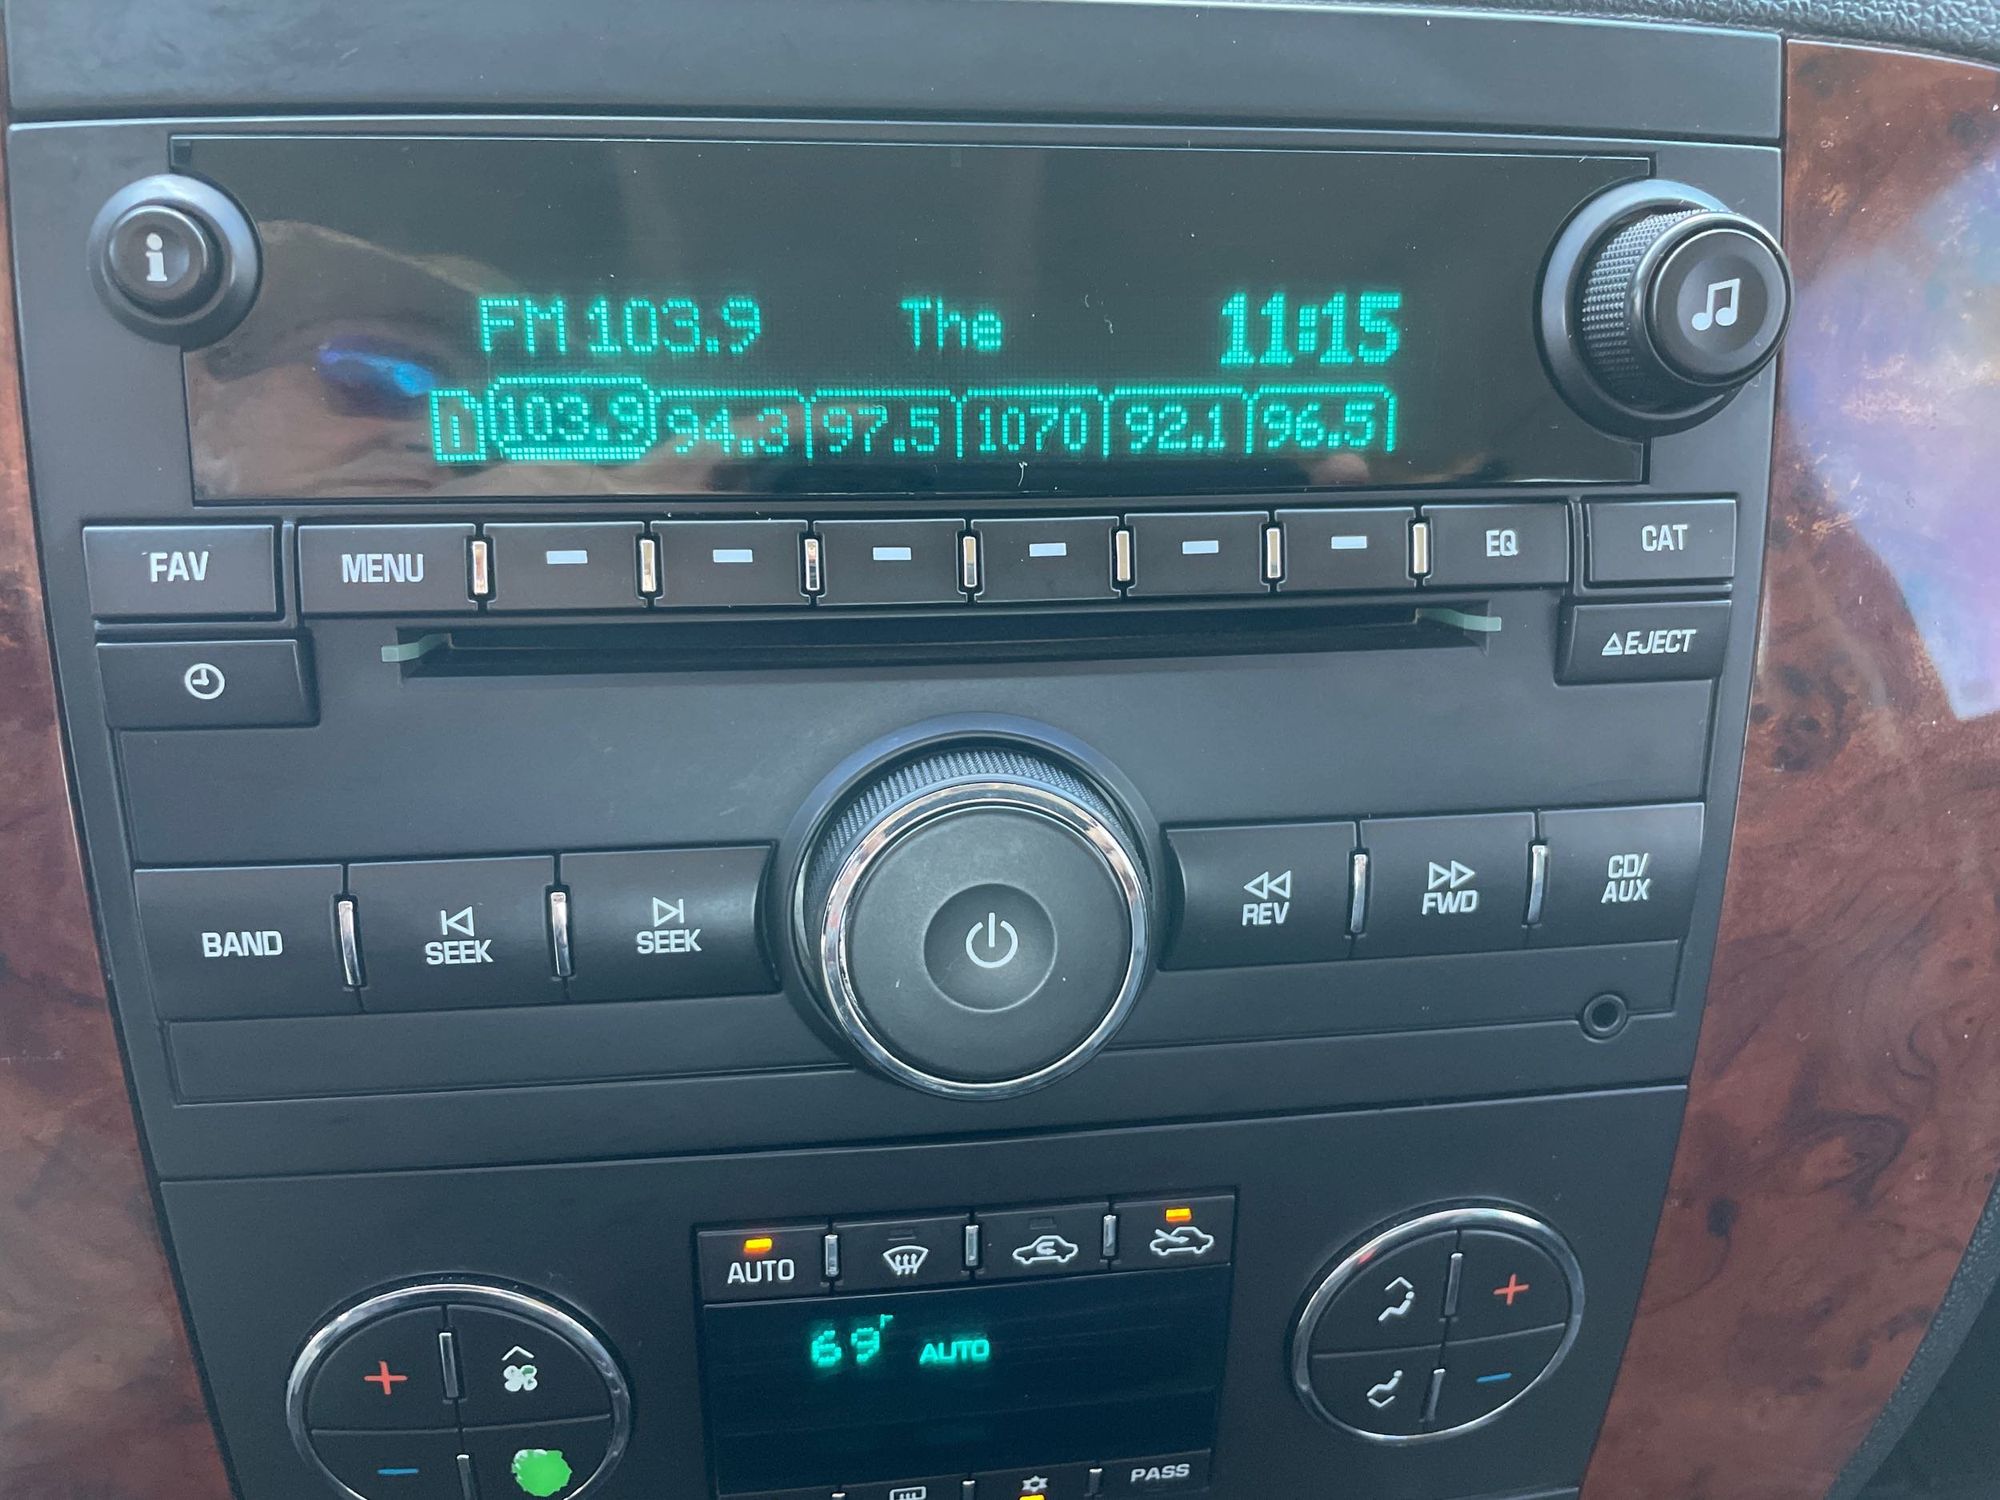 FM 103.9 The 11:15
1 103.9 94.3 97.5 1070 92.1 96.5
FAV MENU EQ CAT
EJECT
BAND SEEK SEEK REV FWD CD/
AUX
AUTO
69° AUTO
PASS